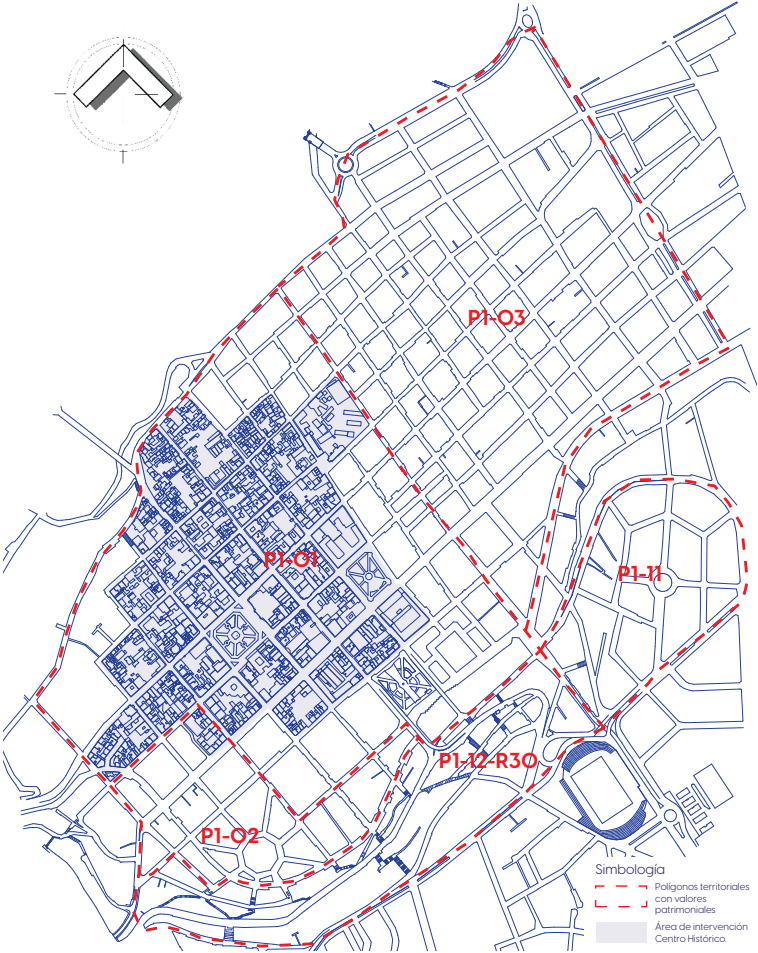 P1-O3
P1-O1
P1-11
P1-12-R3O
P1-O2
Simbología
Polígonos territoriales
con valores
patrimoniales
Área de intervención
Centro Histórico.